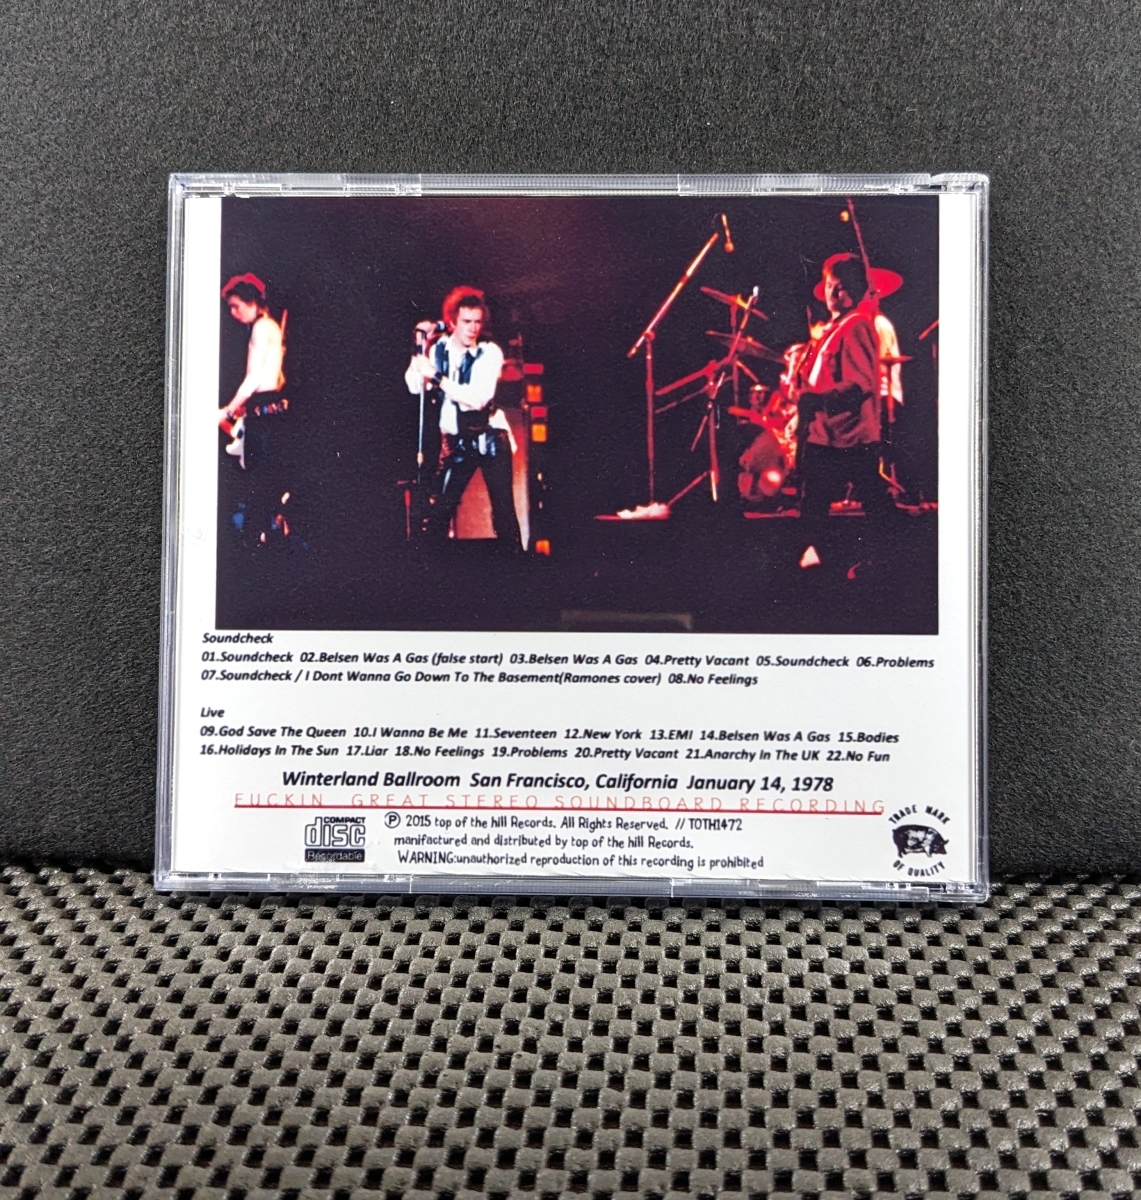 Soundcheck
01.Soundcheck 02.Belsen Was A Gas (false start) 03.Belsen Was A Gas 04.Pretty Vacant 05.Soundcheck 06.Problems
07.Soundcheck / I Dont Wanna Go Down To The Basement(Ramones cover) 08.No Feelings
Live
09.God Save The Queen 10.I Wanna Be Me 11.Seventeen 12.New York 13.EMI 14.Belsen Was A Gas 15.Bodies
16.Holidays In The Sun 17.Liar 18.No Feelings 19.Problems 20.Pretty Vacant 21.Anarchy In The UK 22.No Fun
Winterland Ballroom San Francisco, California January 14, 1978
FUCKIN GREAT STEREO SOUNDBOARD RECORDING
COMPACT
disc
Recordable
℗ 2015 top of the hill Records. All Rights Reserved. // TOTH1472
manifactured and distributed by top of the hill Records.
WARNING:unauthorized reproduction of this recording is prohibited
TRADE MARK
OF QUALITY